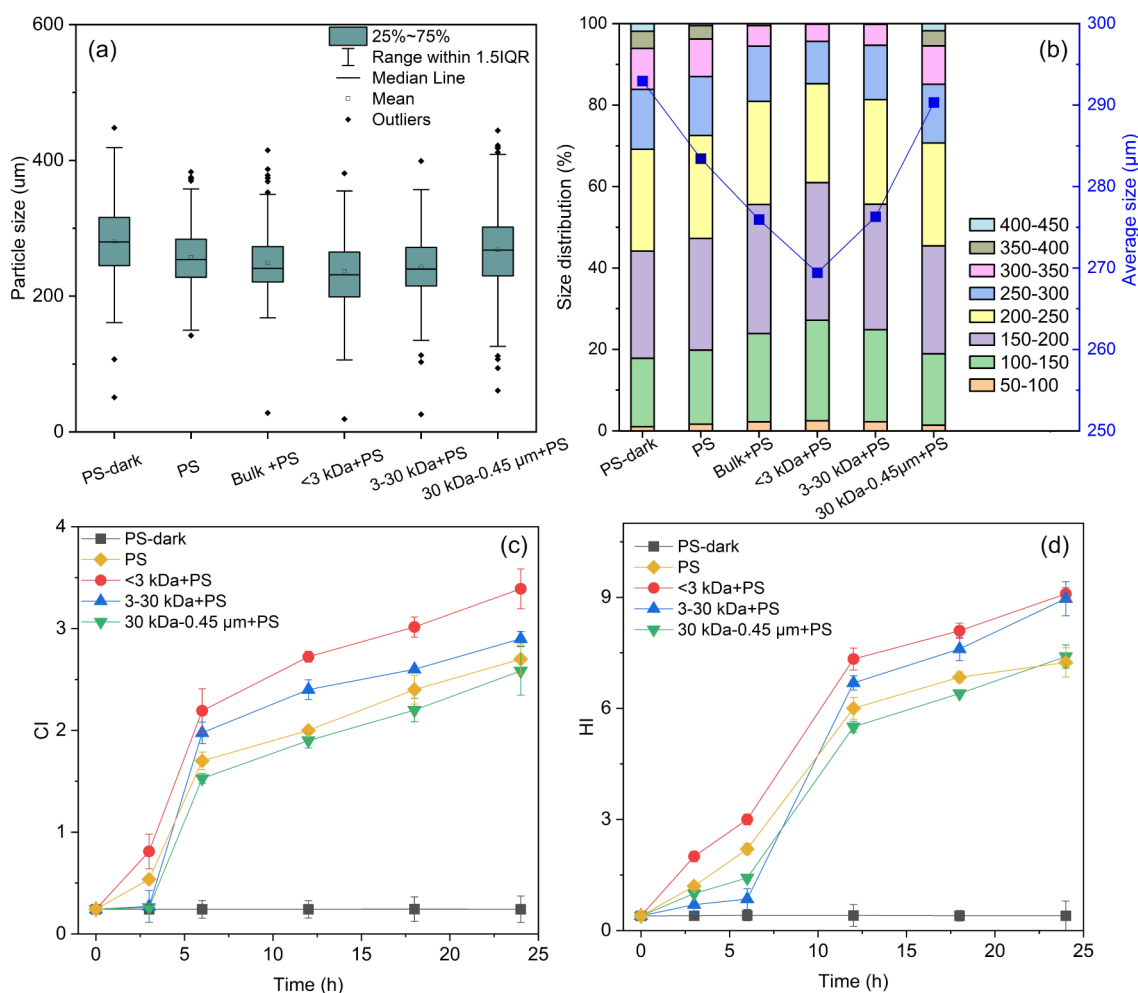 (a)
600
400
200
0
Particle size (um)
25%~75%
Range within 1.5IQR
Median Line
Mean
Outliers
PS-dark
PS
Bulk +PS
<3 kDa+PS
3-30 kDa+PS
30 kDa-0.45 μm+PS
(b)
100
80
60
40
20
0
Size distribution (%)
300
290
280
270
260
250
Average size (μm)
400-450
350-400
300-350
250-300
200-250
150-200
100-150
50-100
PS-dark
PS
Bulk+PS
<3 kDa+PS
3-30 kDa+PS
30 kDa-0.45μm+PS
(c)
4
3
2
1
0
CI
PS-dark
PS
<3 kDa+PS
3-30 kDa+PS
30 kDa-0.45 μm+PS
0 5 10 15 20 25
Time (h)
(d)
9
6
3
0
HI
PS-dark
PS
<3 kDa+PS
3-30 kDa+PS
30 kDa-0.45 μm+PS
0 5 10 15 20 25
Time (h)